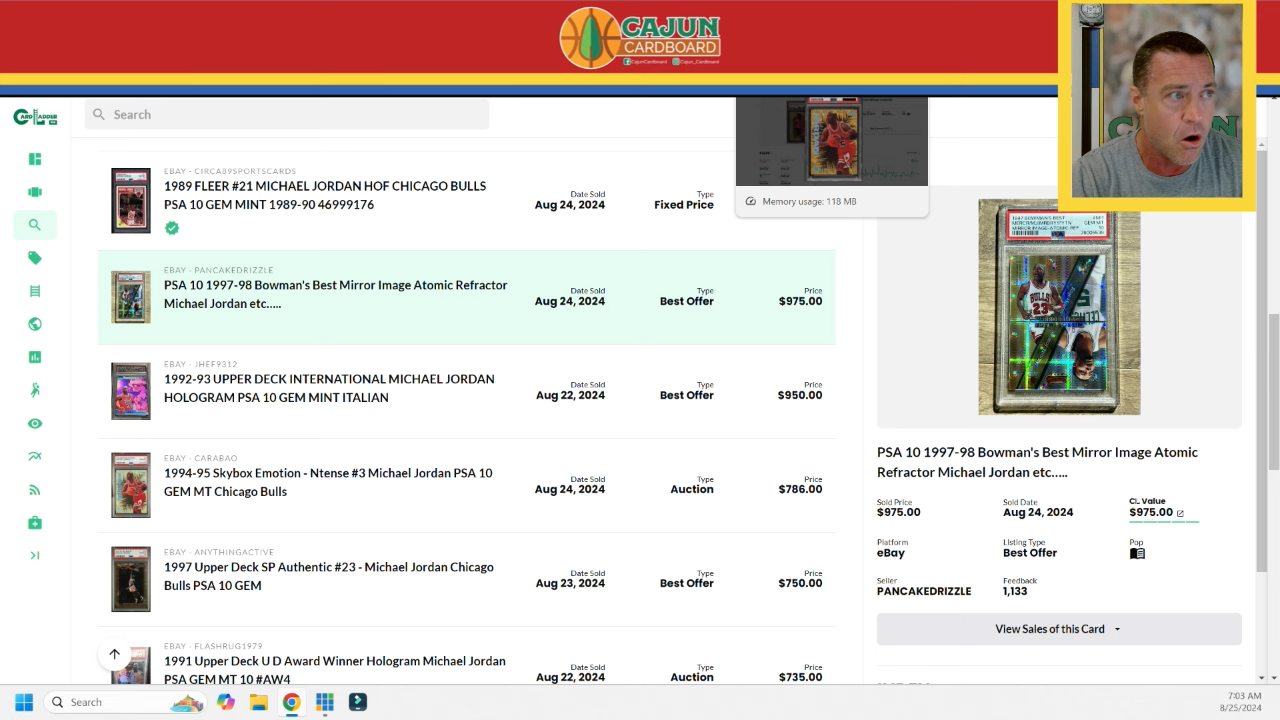 CAJUN
CARDBOARD
CajunCardboard Cajun_Cardboard
CARD LADDER
Search
Memory usage: 118 MB
EBAY - CIRCA89SPORTSCARDS
1989 FLEER #21 MICHAEL JORDAN HOF CHICAGO BULLS
PSA 10 GEM MINT 1989-90 46999176
Date Sold
Aug 24, 2024
Type
Fixed Price
EBAY - PANCAKEDRIZZLE
PSA 10 1997-98 Bowman's Best Mirror Image Atomic Refractor
Michael Jordan etc.....
Date Sold
Aug 24, 2024
Type
Best Offer
Price
$975.00
EBAY - JHEF9312
1992-93 UPPER DECK INTERNATIONAL MICHAEL JORDAN
HOLOGRAM PSA 10 GEM MINT ITALIAN
Date Sold
Aug 22, 2024
Type
Best Offer
Price
$950.00
EBAY - CARABAO
1994-95 Skybox Emotion - Ntense #3 Michael Jordan PSA 10
GEM MT Chicago Bulls
Date Sold
Aug 24, 2024
Type
Auction
Price
$786.00
EBAY - ANYTHINGACTIVE
1997 Upper Deck SP Authentic #23 - Michael Jordan Chicago
Bulls PSA 10 GEM
Date Sold
Aug 23, 2024
Type
Best Offer
Price
$750.00
EBAY - FLASHRUG1979
1991 Upper Deck U D Award Winner Hologram Michael Jordan
PSA GEM MT 10 #AW4
Date Sold
Aug 22, 2024
Type
Auction
Price
$735.00
BULLS
23
PSA 10 1997-98 Bowman's Best Mirror Image Atomic
Refractor Michael Jordan etc.....
Sold Price
$975.00
Sold Date
Aug 24, 2024
CL Value
$975.00
Platform
eBay
Listing Type
Best Offer
Pop
Seller
PANCAKEDRIZZLE
Feedback
1,133
View Sales of this Card
Search
7:03 AM
8/25/2024